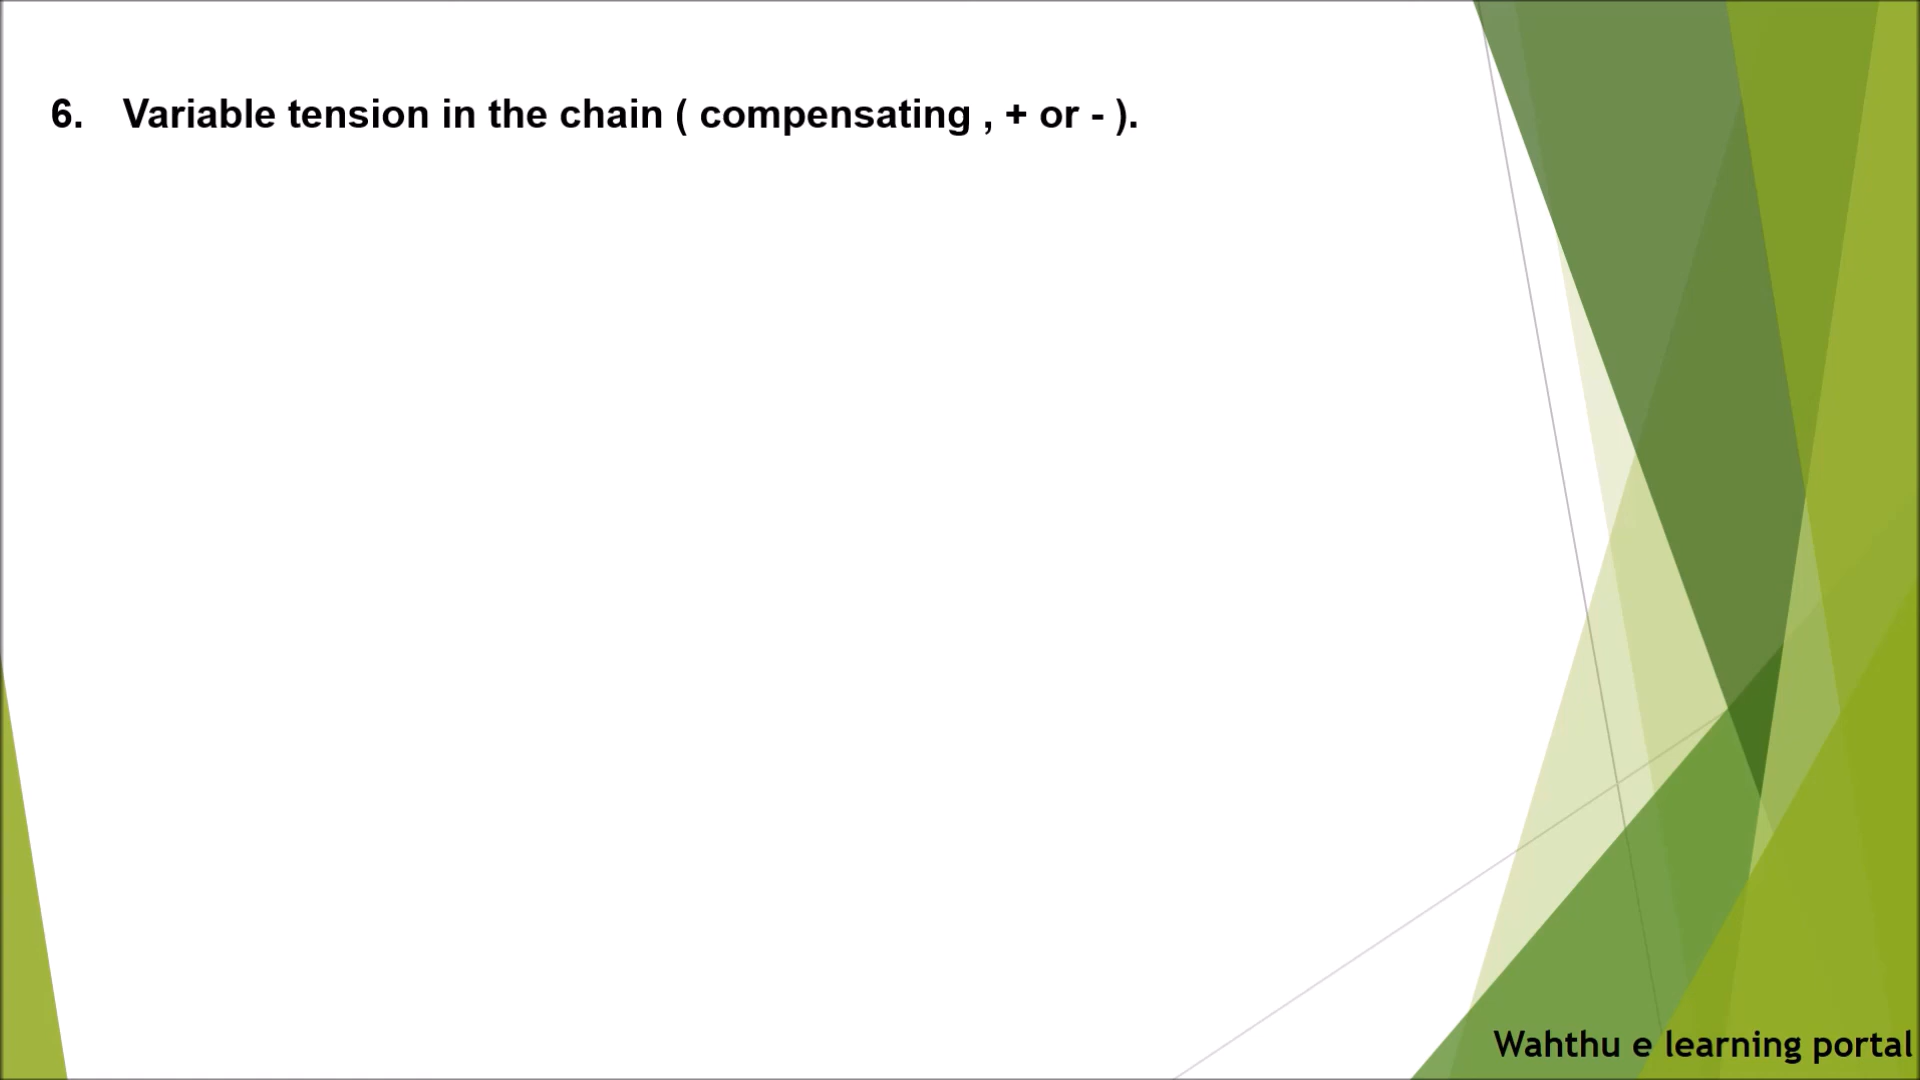 6. Variable tension in the chain ( compensating , + or - ).
Wahthu e learning portal